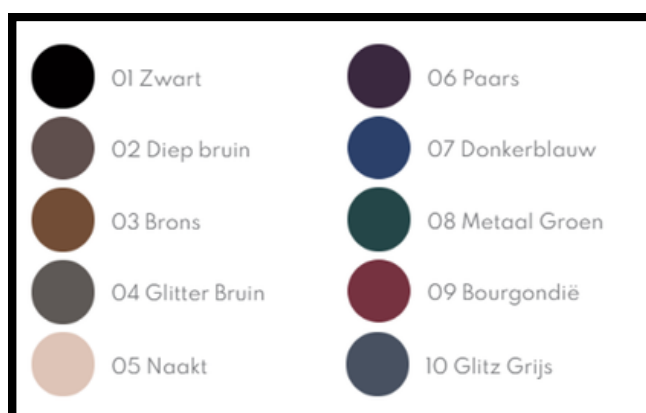 01 Zwart
02 Diep bruin
03 Brons
04 Glitter Bruin
05 Naakt
06 Paars
07 Donkerblauw
08 Metaal Groen
09 Bourgondië
10 Glitz Grijs